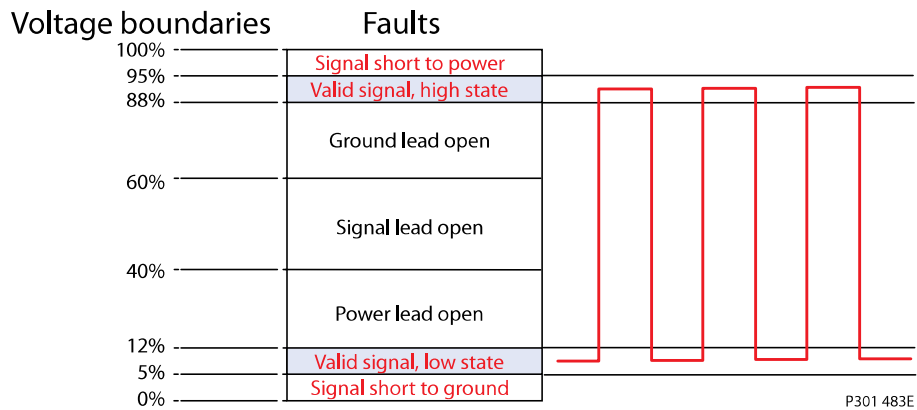 Voltage boundaries Faults
100%
Signal short to power
95%
Valid signal, high state
88%
Ground lead open
60%
Signal lead open
40%
Power lead open
12%
Valid signal, low state
5%
Signal short to ground
0%
P301 483E